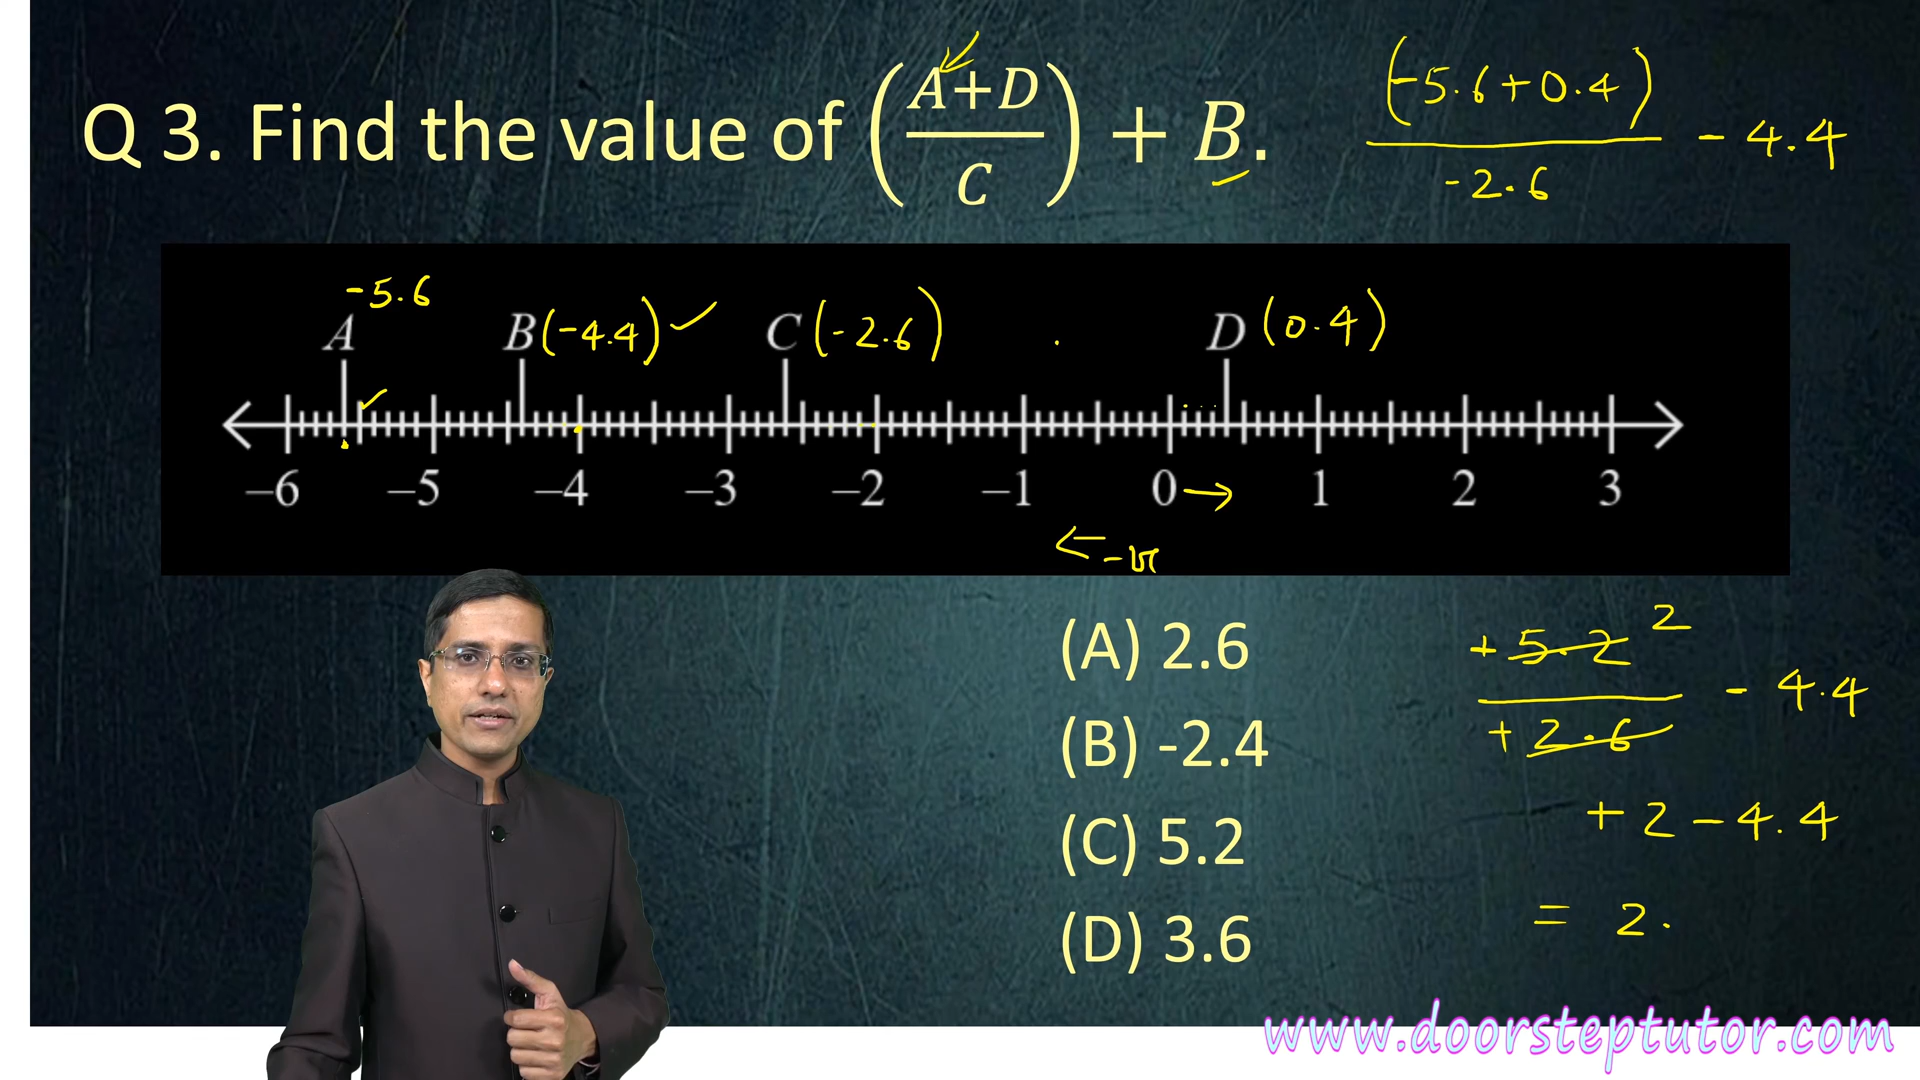 Q 3. Find the value of (A+D/C) + B.
(-5.6+0.4)/-2.6 - 4.4
-5.6
A B (-4.4) ✓ C (-2.6) D (0.4)
–6 –5 –4 –3 –2 –1 0 → 1 2 3
← -ve
(A) 2.6
(B) -2.4
(C) 5.2
(D) 3.6
+ 5.2 2
+ 2.6 - 4.4
+ 2 - 4.4
= 2.
www.doorsteptutor.com